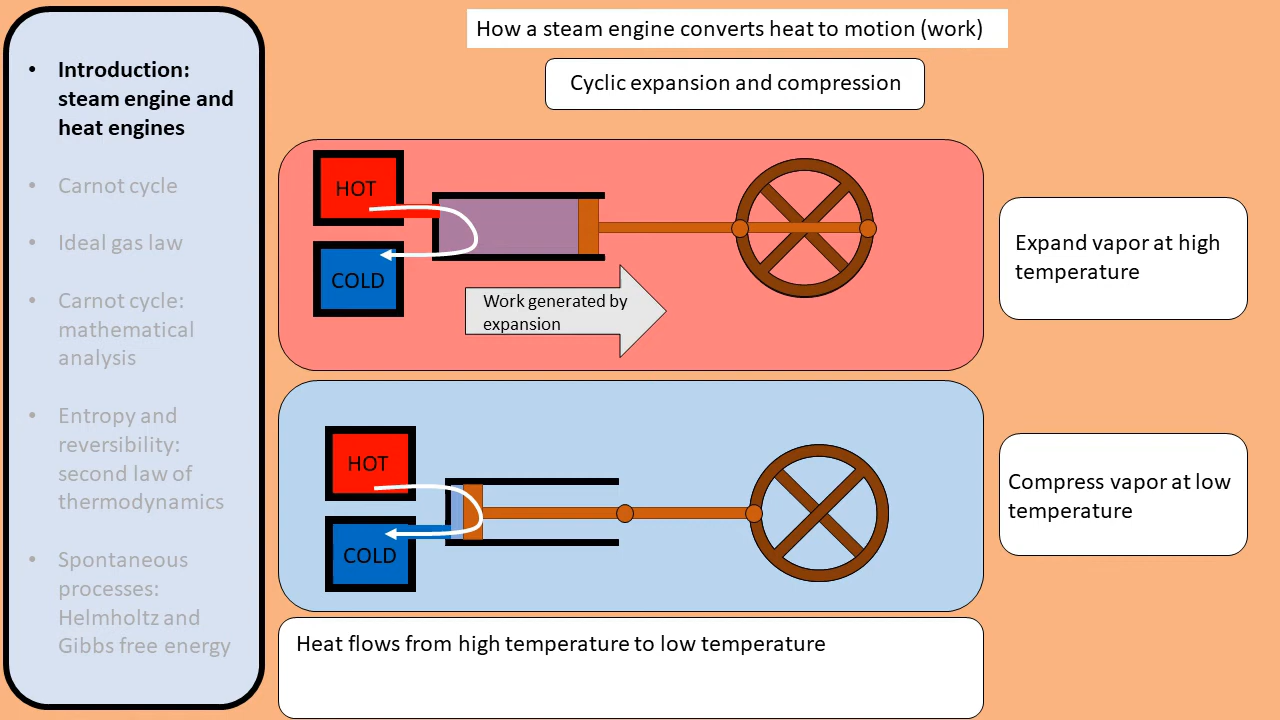 • Introduction:
steam engine and
heat engines
• Carnot cycle
• Ideal gas law
• Carnot cycle:
mathematical
analysis
• Entropy and
reversibility:
second law of
thermodynamics
• Spontaneous
processes:
Helmholtz and
Gibbs free energy
How a steam engine converts heat to motion (work)
Cyclic expansion and compression
HOT
COLD
Work generated by
expansion
Expand vapor at high
temperature
HOT
COLD
Compress vapor at low
temperature
Heat flows from high temperature to low temperature